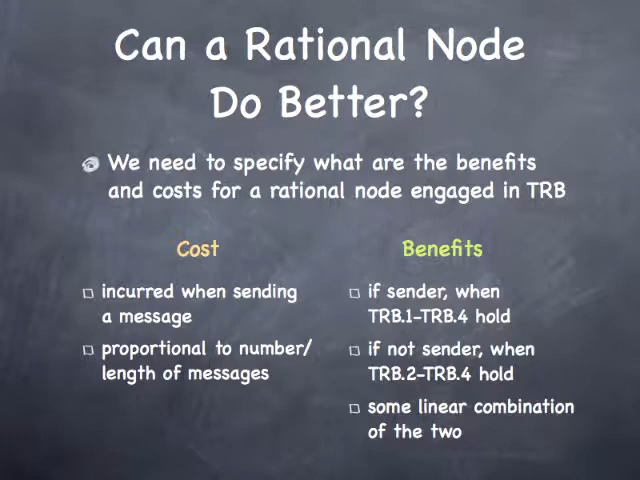 Can a Rational Node
Do Better?
We need to specify what are the benefits
and costs for a rational node engaged in TRB
Cost
incurred when sending
a message
proportional to number/
length of messages
Benefits
if sender, when
TRB.1-TRB.4 hold
if not sender, when
TRB.2-TRB.4 hold
some linear combination
of the two